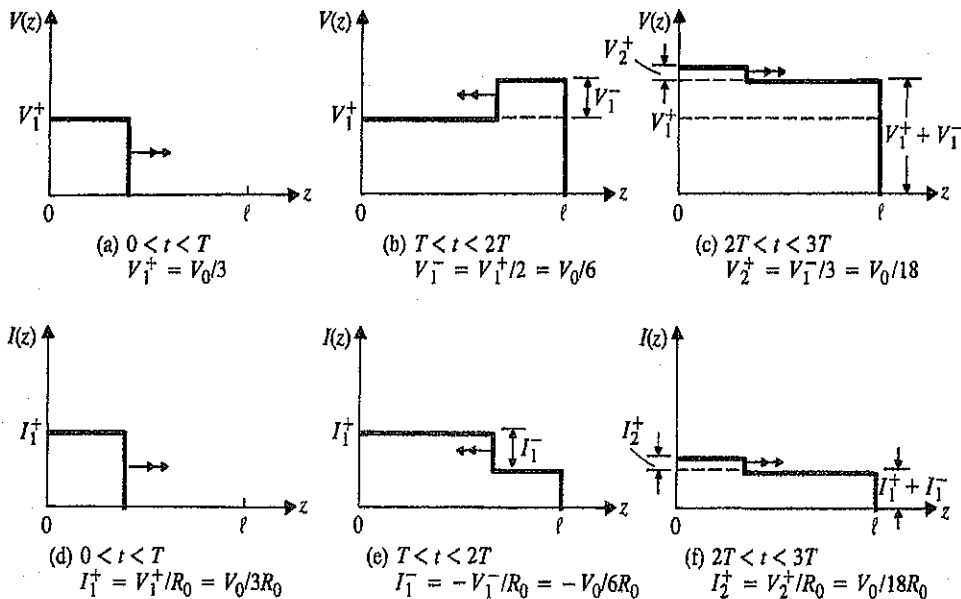 V(z)
V₁⁺
0
ℓ
z
(a) 0 < t < T
V₁⁺ = V₀/3
V(z)
V₁⁺
V₁⁻
0
ℓ
z
(b) T < t < 2T
V₁⁻ = V₁⁺/2 = V₀/6
V(z)
V₂⁺
V₁⁺
V₁⁺ + V₁⁻
0
ℓ
z
(c) 2T < t < 3T
V₂⁺ = V₁⁻/3 = V₀/18
I(z)
I₁⁺
0
ℓ
z
(d) 0 < t < T
I₁⁺ = V₁⁺/R₀ = V₀/3R₀
I(z)
I₁⁺
I₁⁻
0
ℓ
z
(e) T < t < 2T
I₁⁻ = −V₁⁻/R₀ = −V₀/6R₀
I(z)
I₂⁺
I₁⁺ + I₁⁻
0
ℓ
z
(f) 2T < t < 3T
I₂⁺ = V₂⁺/R₀ = V₀/18R₀